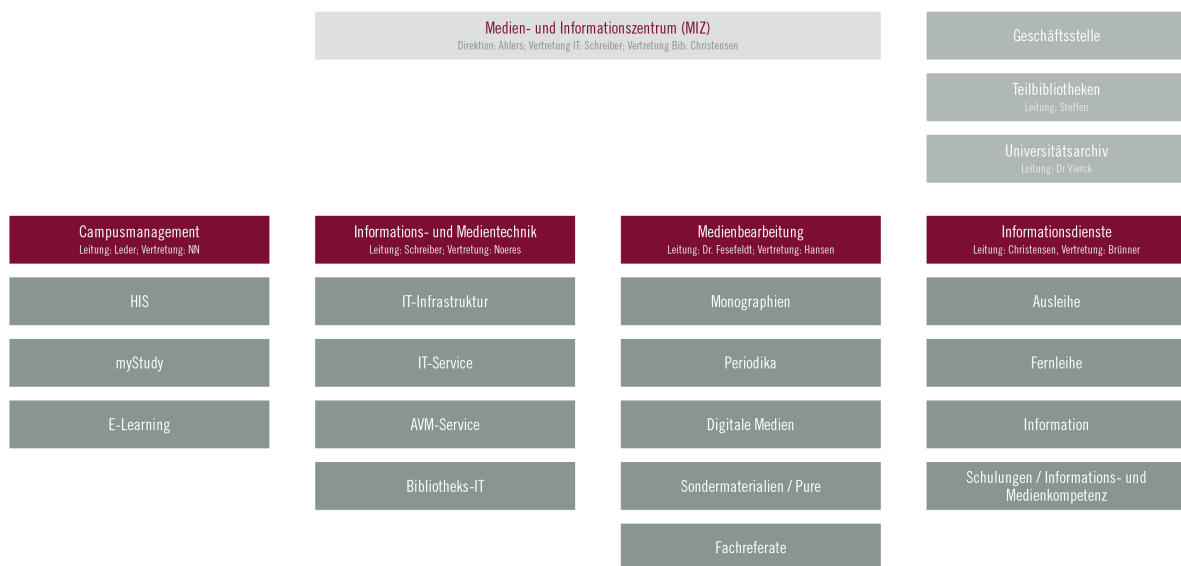 Medien- und Informationszentrum (MIZ)
Direktion: Ahlers; Vertretung IT: Schreiber; Vertretung Bib: Christensen
Geschäftsstelle
Teilbibliotheken
Leitung: Steffen
Universitätsarchiv
Leitung: Dr Vierck
Campusmanagement
Leitung: Leder; Vertretung: NN
HIS
myStudy
E-Learning
Informations- und Medientechnik
Leitung: Schreiber; Vertretung: Noeres
IT-Infrastruktur
IT-Service
AVM-Service
Bibliotheks-IT
Medienbearbeitung
Leitung: Dr. Fesefeldt; Vertretung: Hansen
Monographien
Periodika
Digitale Medien
Sondermaterialien / Pure
Fachreferate
Informationsdienste
Leitung: Christensen, Vertretung: Brünner
Ausleihe
Fernleihe
Information
Schulungen / Informations- und
Medienkompetenz